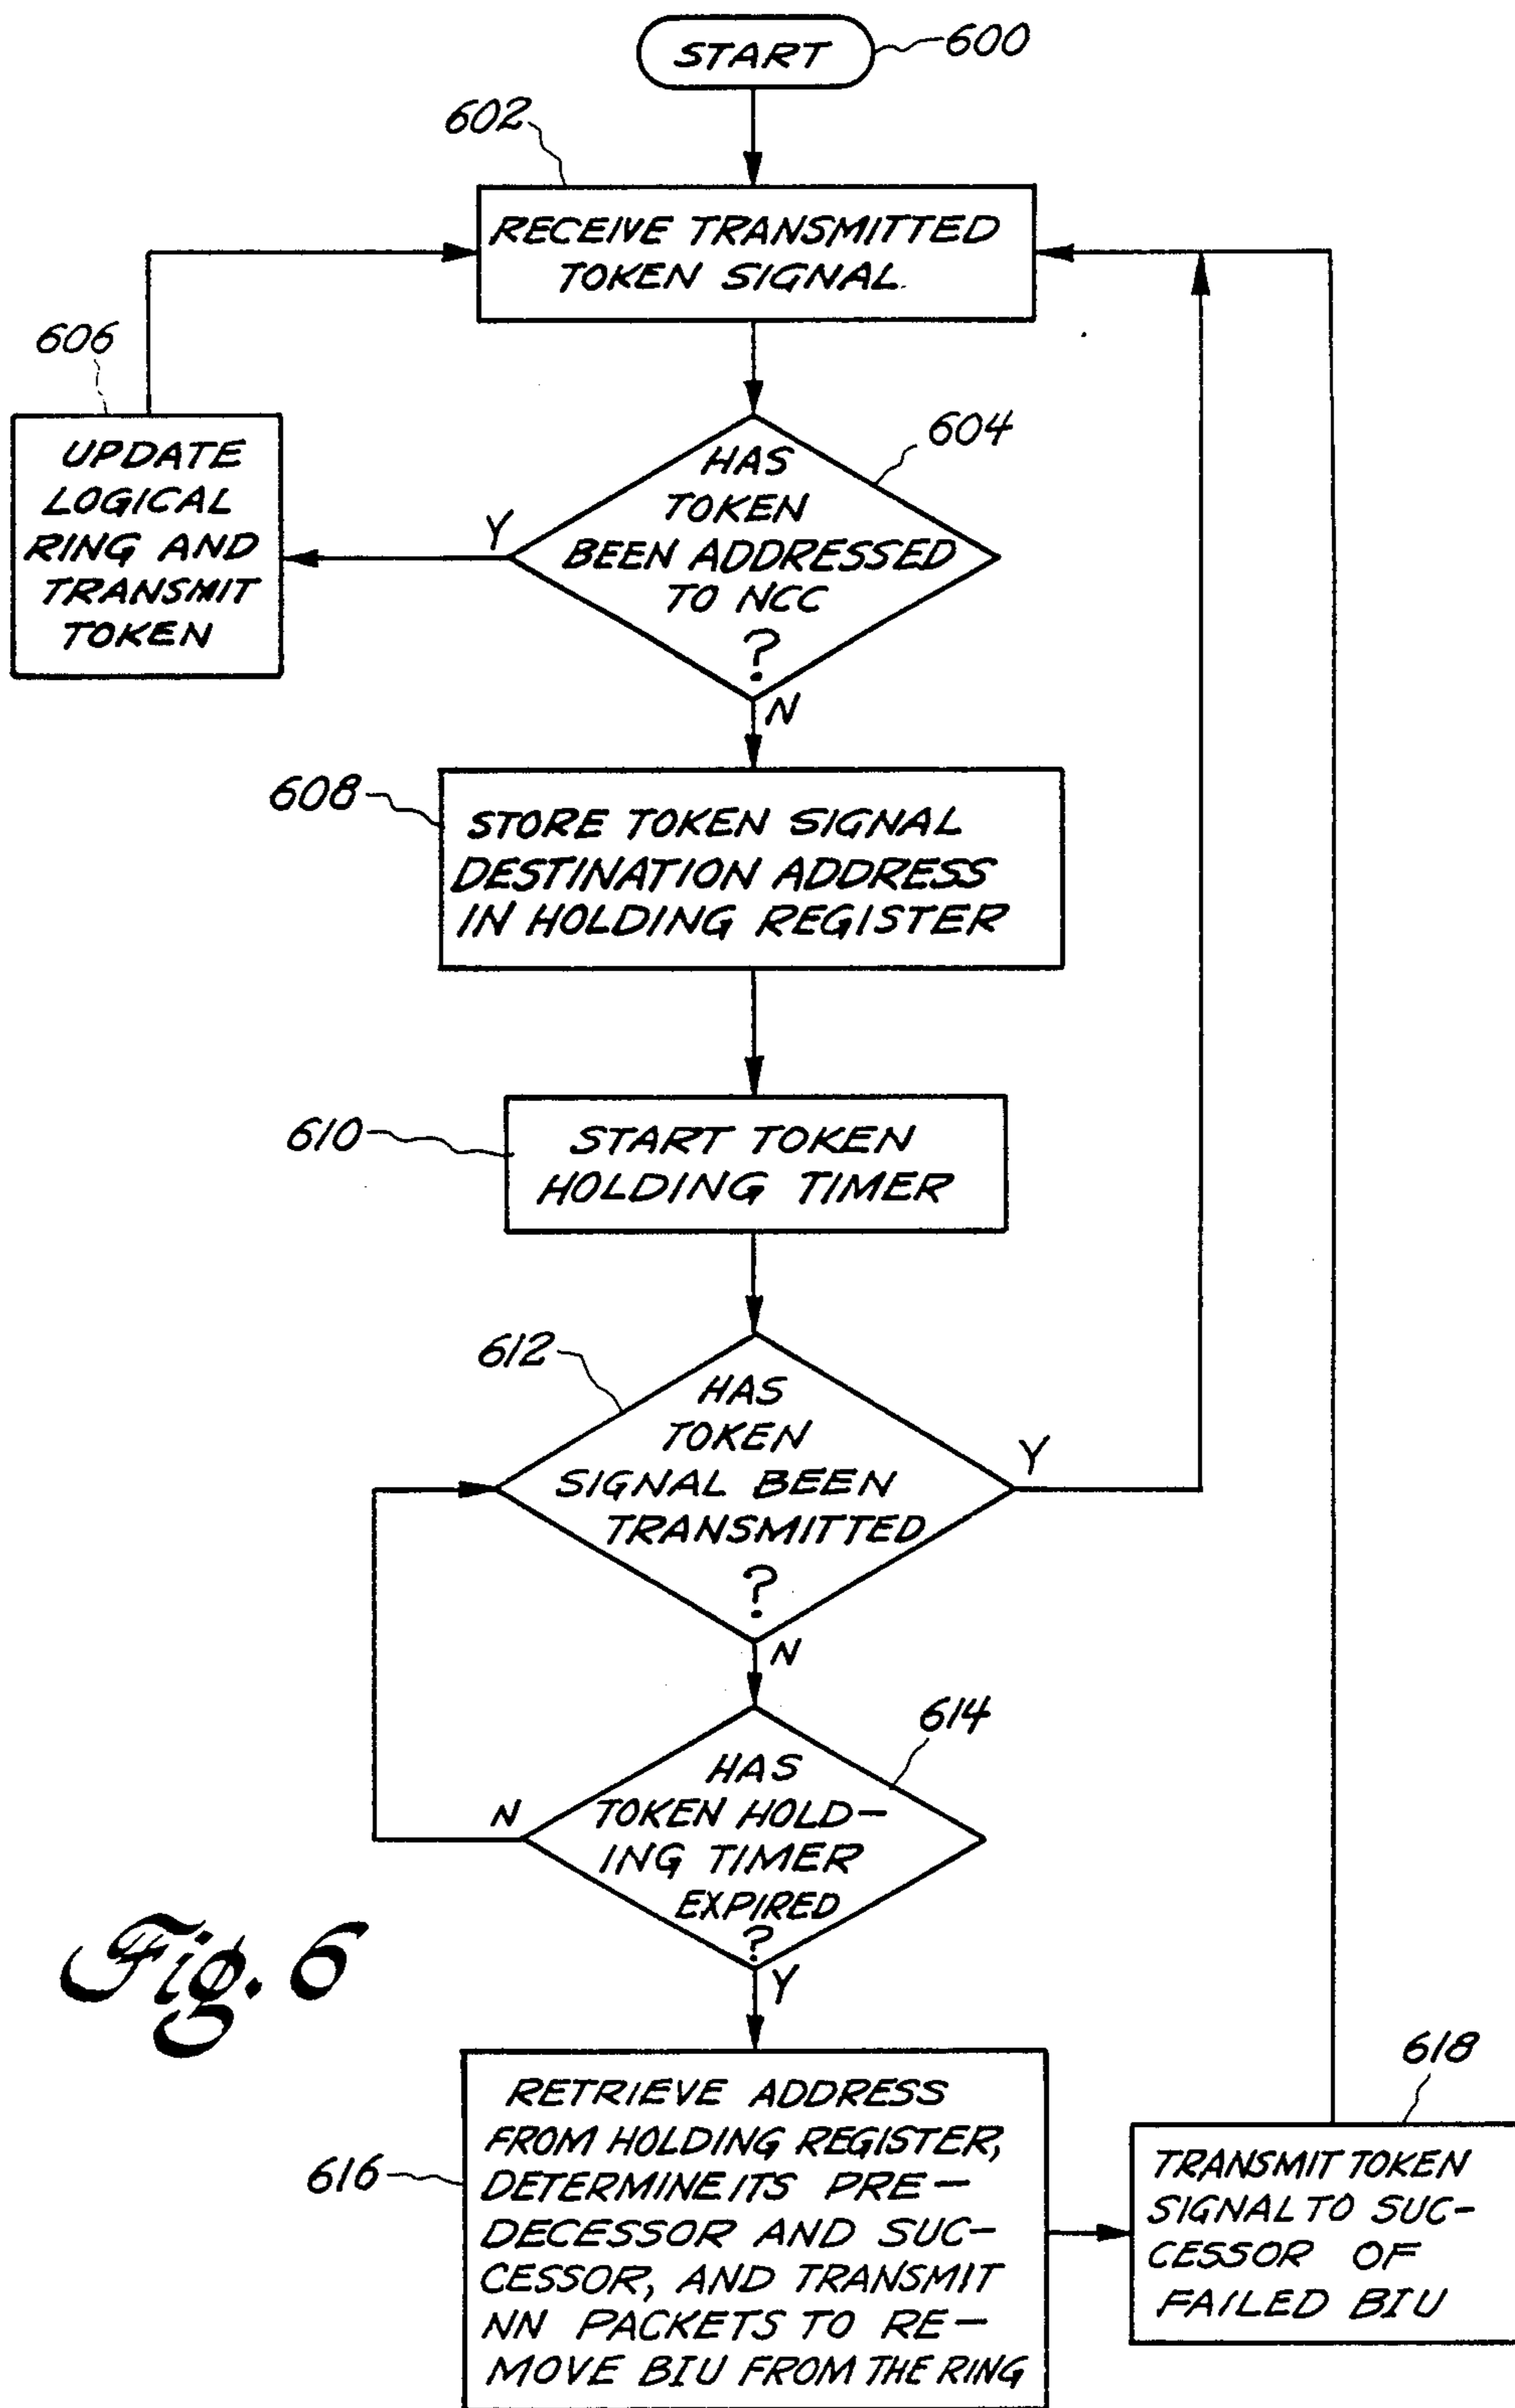 START
600
602
RECEIVE TRANSMITTED
TOKEN SIGNAL.
606
UPDATE
LOGICAL
RING AND
TRANSMIT
TOKEN
604
HAS
TOKEN
BEEN ADDRESSED
TO NCC
?
Y
N
608
STORE TOKEN SIGNAL
DESTINATION ADDRESS
IN HOLDING REGISTER
610
START TOKEN
HOLDING TIMER
612
HAS
TOKEN
SIGNAL BEEN
TRANSMITTED
?
Y
N
614
HAS
TOKEN HOLD-
ING TIMER
EXPIRED
?
N
Y
Fig. 6
616
RETRIEVE ADDRESS
FROM HOLDING REGISTER,
DETERMINE ITS PRE-
DECESSOR AND SUC-
CESSOR, AND TRANSMIT
NN PACKETS TO RE-
MOVE BIU FROM THE RING
618
TRANSMIT TOKEN
SIGNAL TO SUC-
CESSOR OF
FAILED BIU